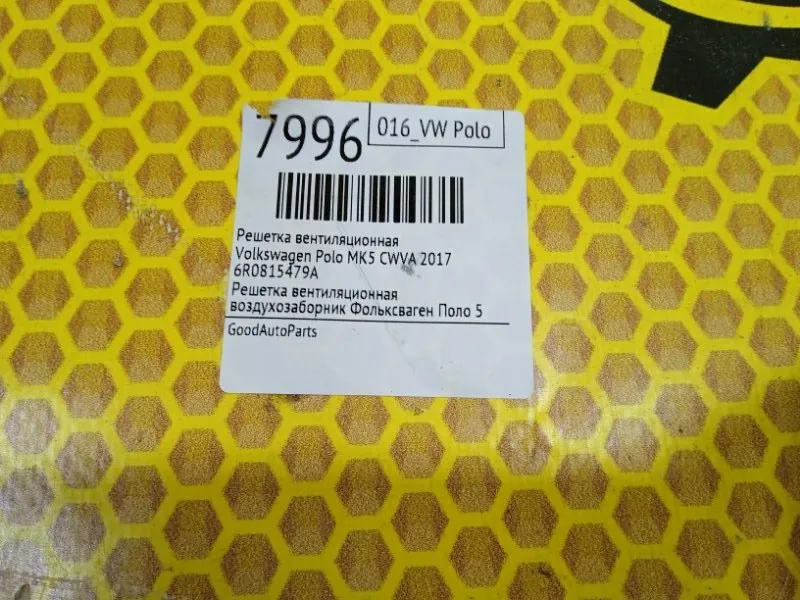 7996
016_VW Polo
Решетка вентиляционная
Volkswagen Polo MK5 CWVA 2017
6R0815479A
Решетка вентиляционная
воздухозаборник Фольксваген Поло 5
GoodAutoParts